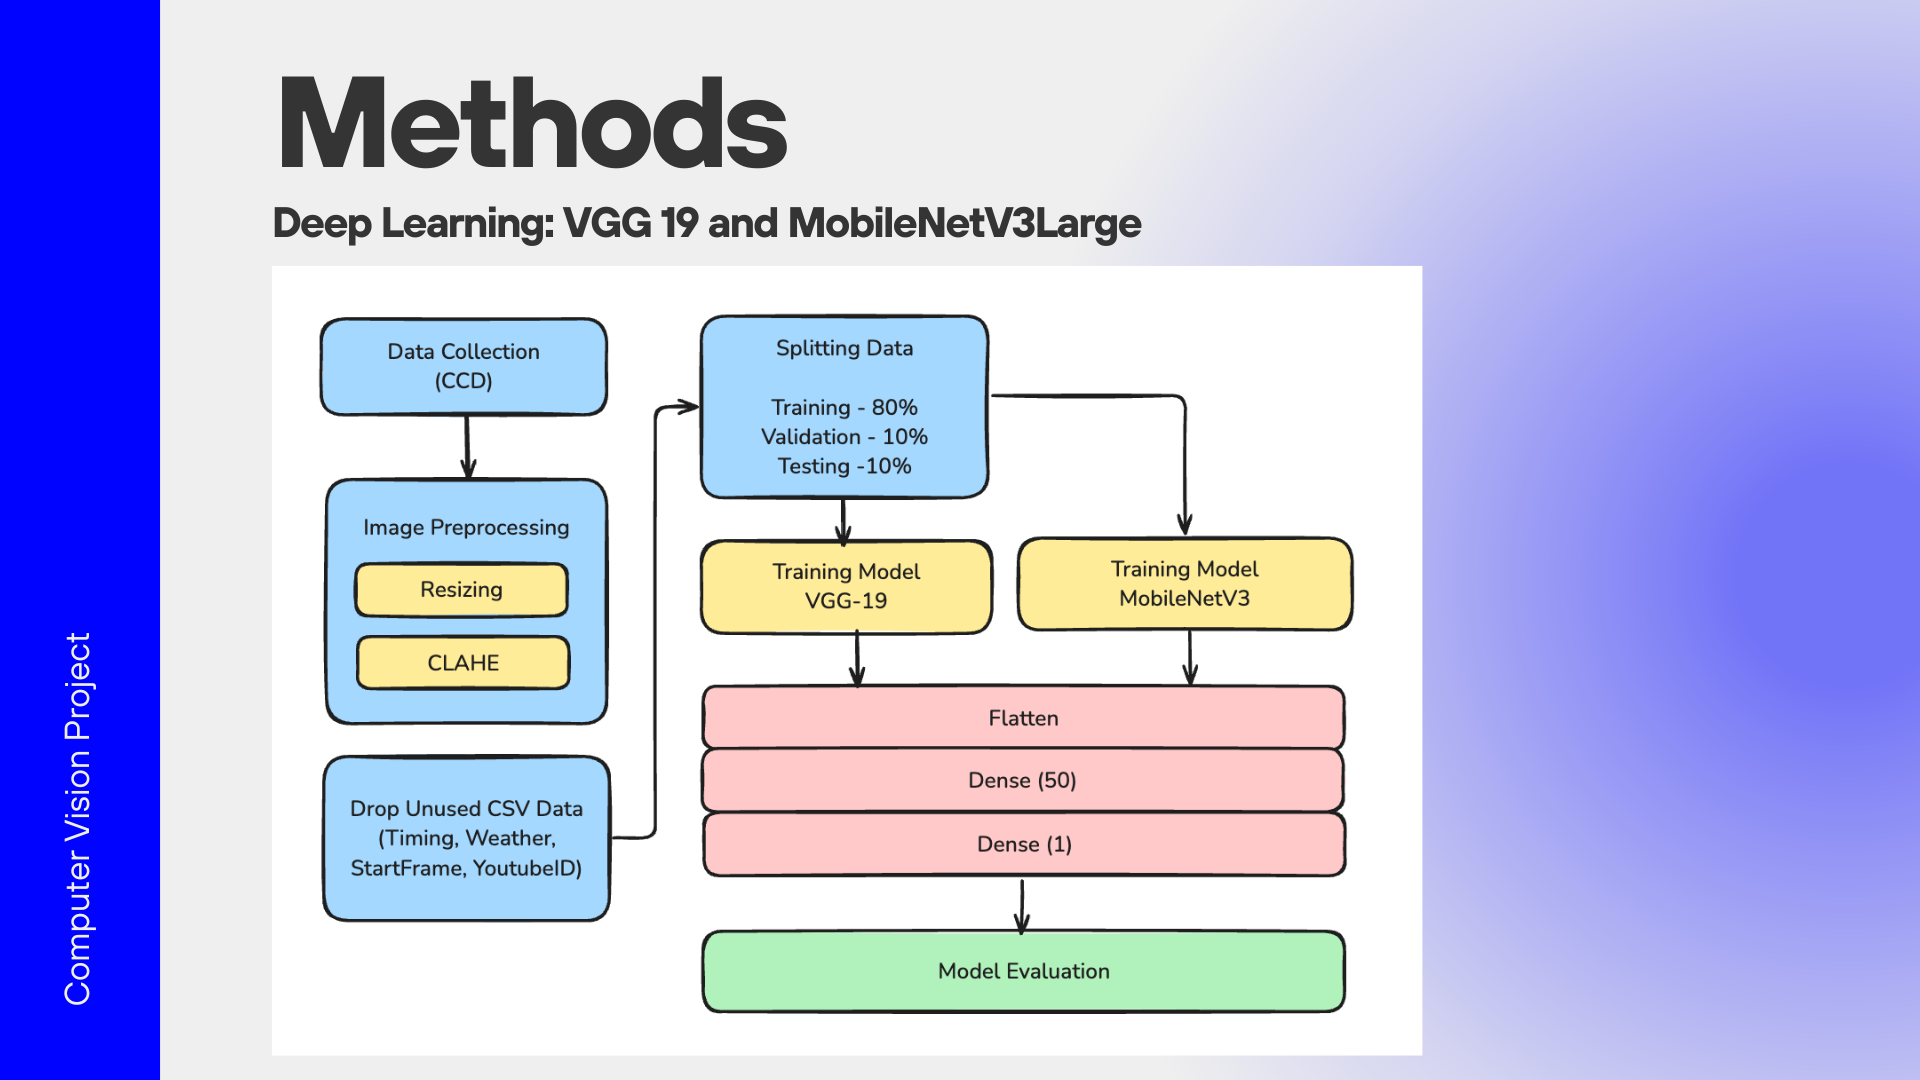 Computer Vision Project
Methods
Deep Learning: VGG 19 and MobileNetV3Large
Data Collection
(CCD)
Image Preprocessing
Resizing
CLAHE
Drop Unused CSV Data
(Timing, Weather,
StartFrame, YoutubeID)
Splitting Data
Training - 80%
Validation - 10%
Testing -10%
Training Model
VGG-19
Training Model
MobileNetV3
Flatten
Dense (50)
Dense (1)
Model Evaluation